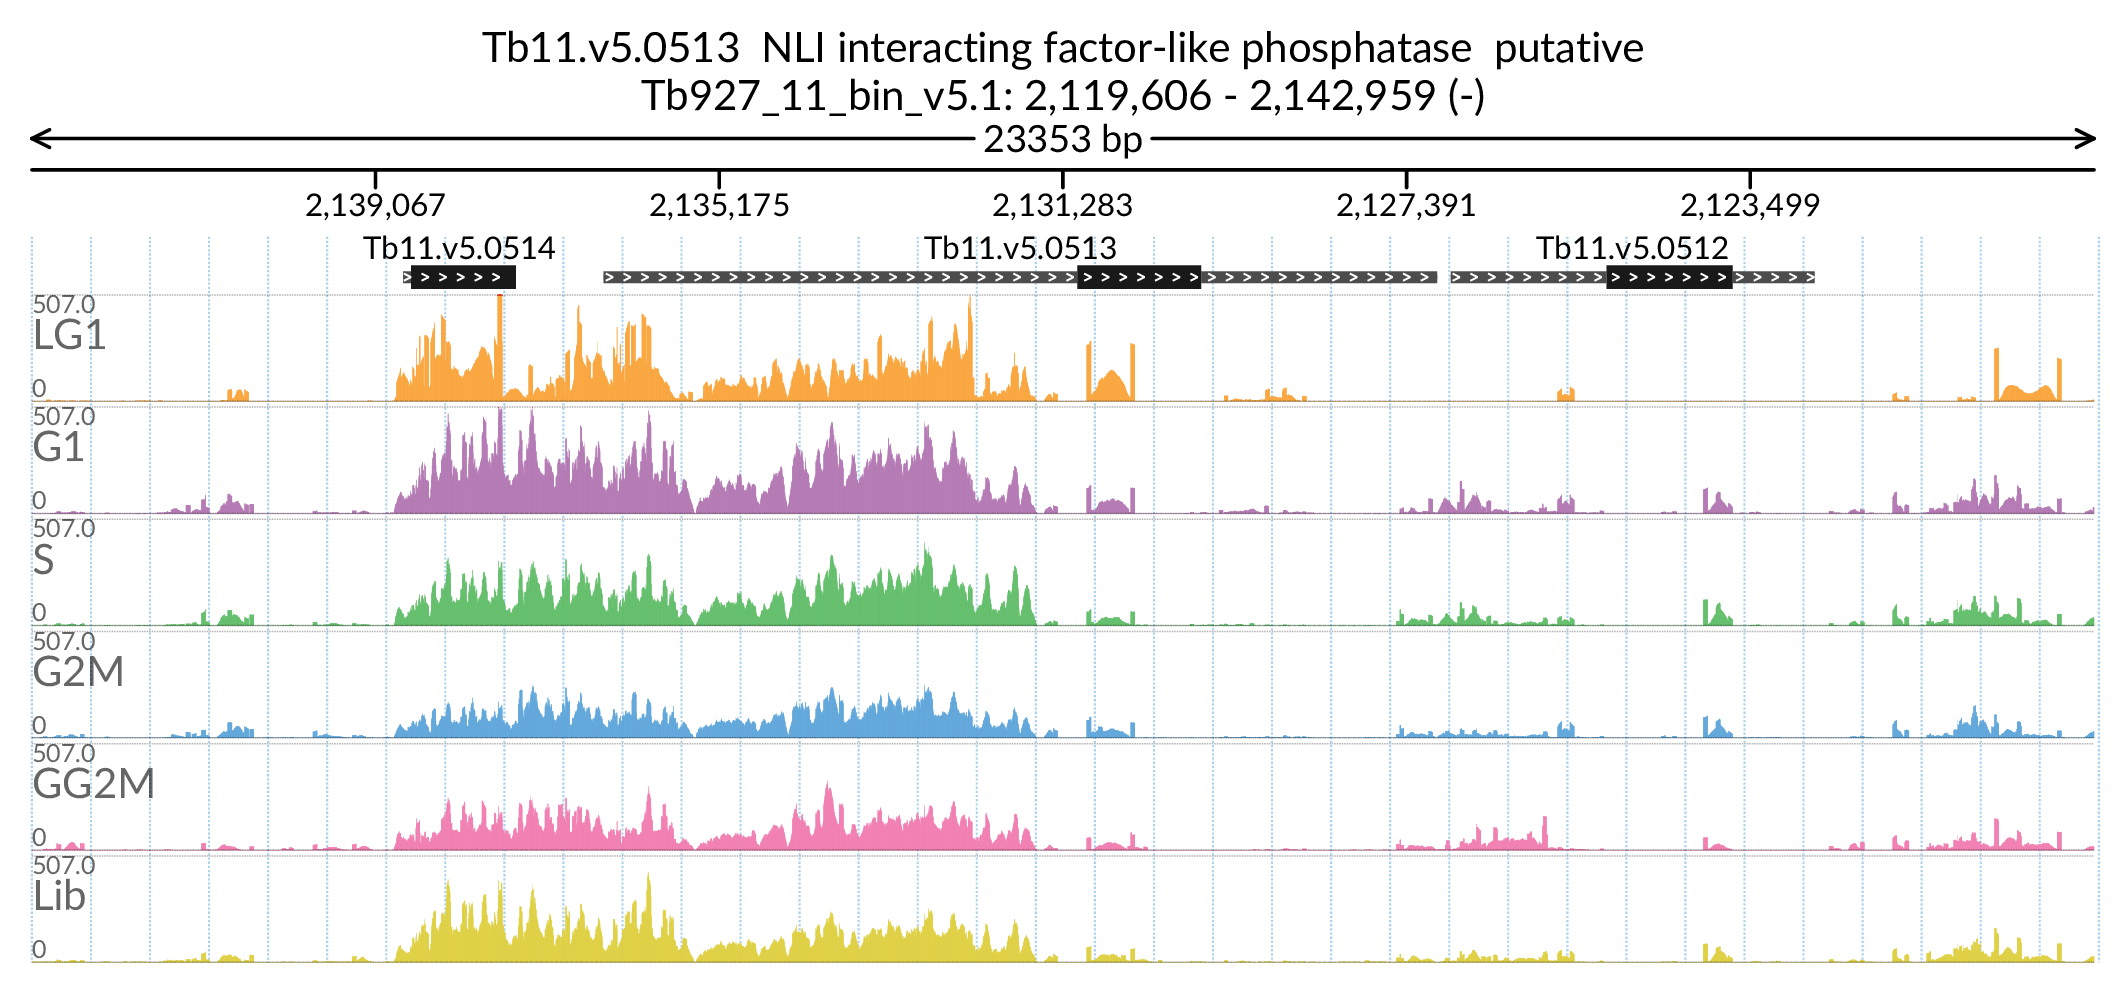 Tb11.v5.0513 NLI interacting factor-like phosphatase putative
Tb927_11_bin_v5.1: 2,119,606 - 2,142,959 (-)
23353 bp
2,139,067 2,135,175 2,131,283 2,127,391 2,123,499
Tb11.v5.0514 Tb11.v5.0513 Tb11.v5.0512
507.0
LG1
0
507.0
G1
0
507.0
S
0
507.0
G2M
0
507.0
GG2M
0
507.0
Lib
0